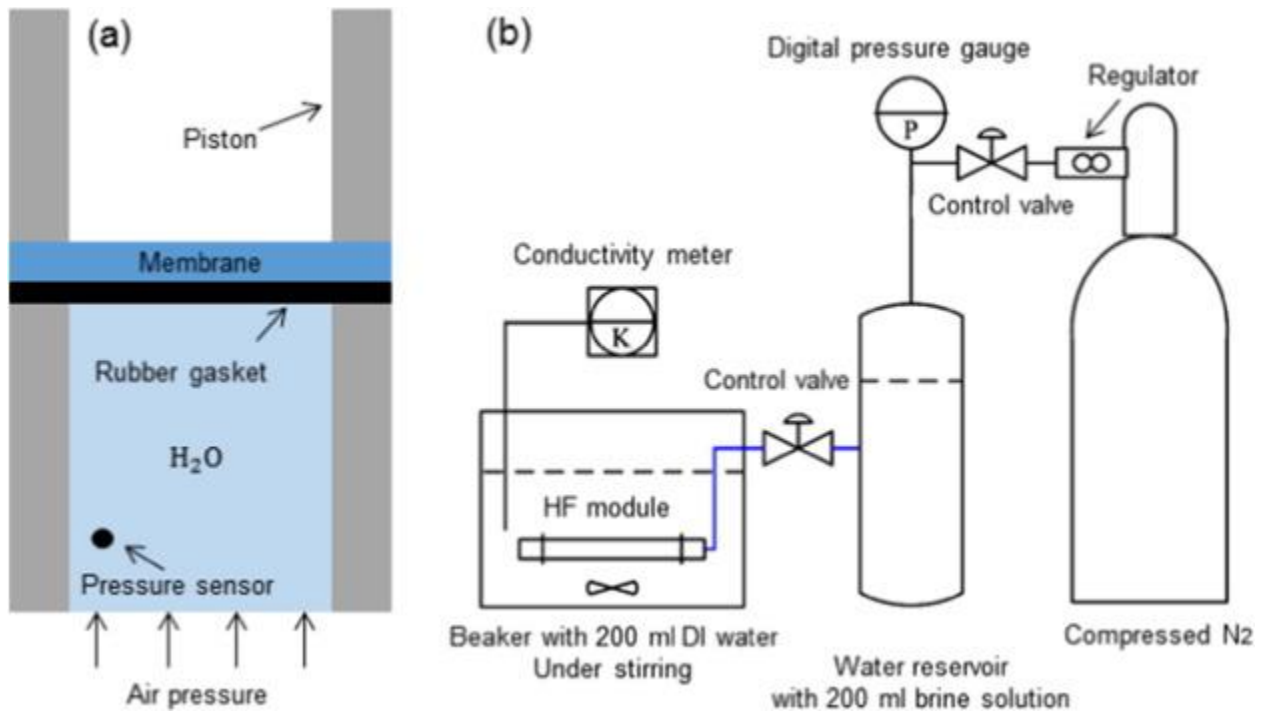 (a)
Piston
Membrane
Rubber gasket
H₂O
Pressure sensor
Air pressure
(b)
Digital pressure gauge
P
Regulator
Control valve
Conductivity meter
K
Control valve
HF module
Beaker with 200 ml DI water
Under stirring
Water reservoir
with 200 ml brine solution
Compressed N2